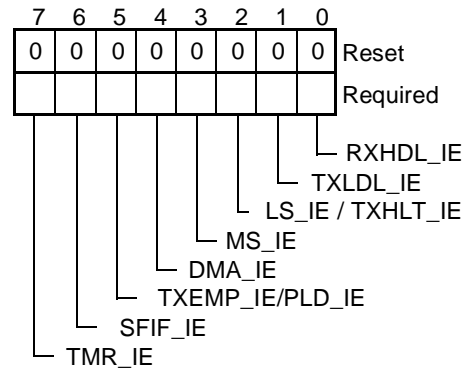 7 6 5 4 3 2 1 0
0 0 0 0 0 0 0 0 Reset
Required
RXHDL_IE
TXLDL_IE
LS_IE / TXHLT_IE
MS_IE
DMA_IE
TXEMP_IE/PLD_IE
SFIF_IE
TMR_IE